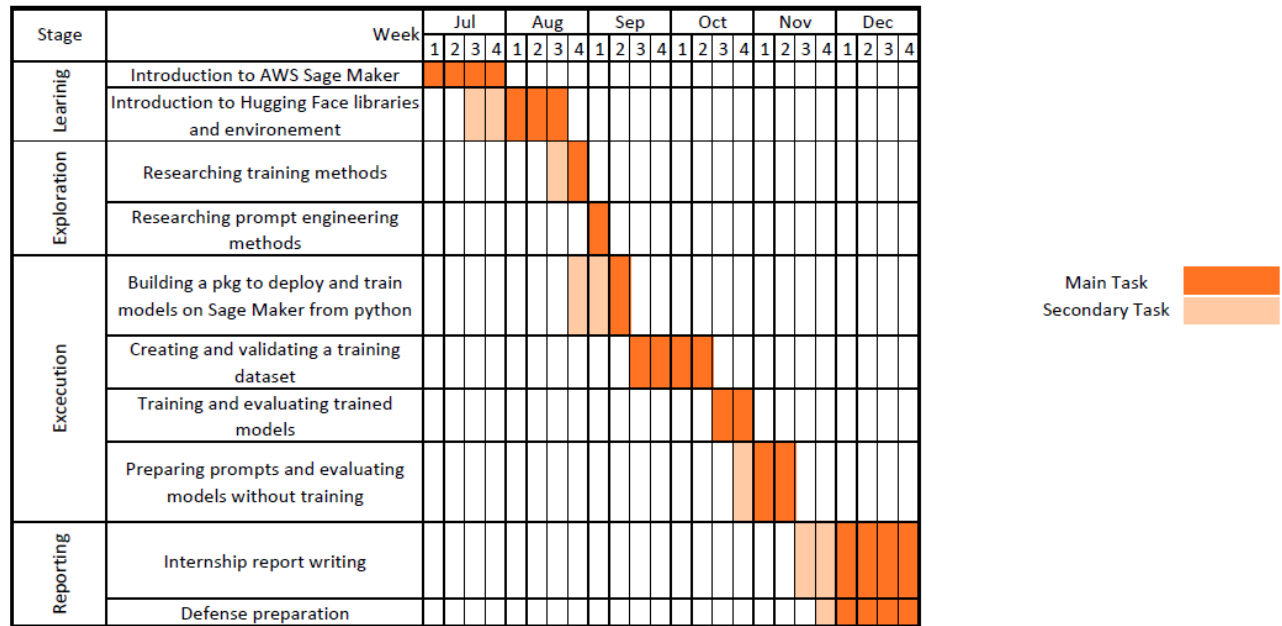 Stage
Week
Jul Aug Sep Oct Nov Dec
1 2 3 4 1 2 3 4 1 2 3 4 1 2 3 4 1 2 3 4 1 2 3 4
Learinig
Introduction to AWS Sage Maker
Introduction to Hugging Face libraries
and environement
Exploration
Researching training methods
Researching prompt engineering
methods
Excecution
Building a pkg to deploy and train
models on Sage Maker from python
Creating and validating a training
dataset
Training and evaluating trained
models
Preparing prompts and evaluating
models without training
Reporting
Internship report writing
Defense preparation
Main Task
Secondary Task